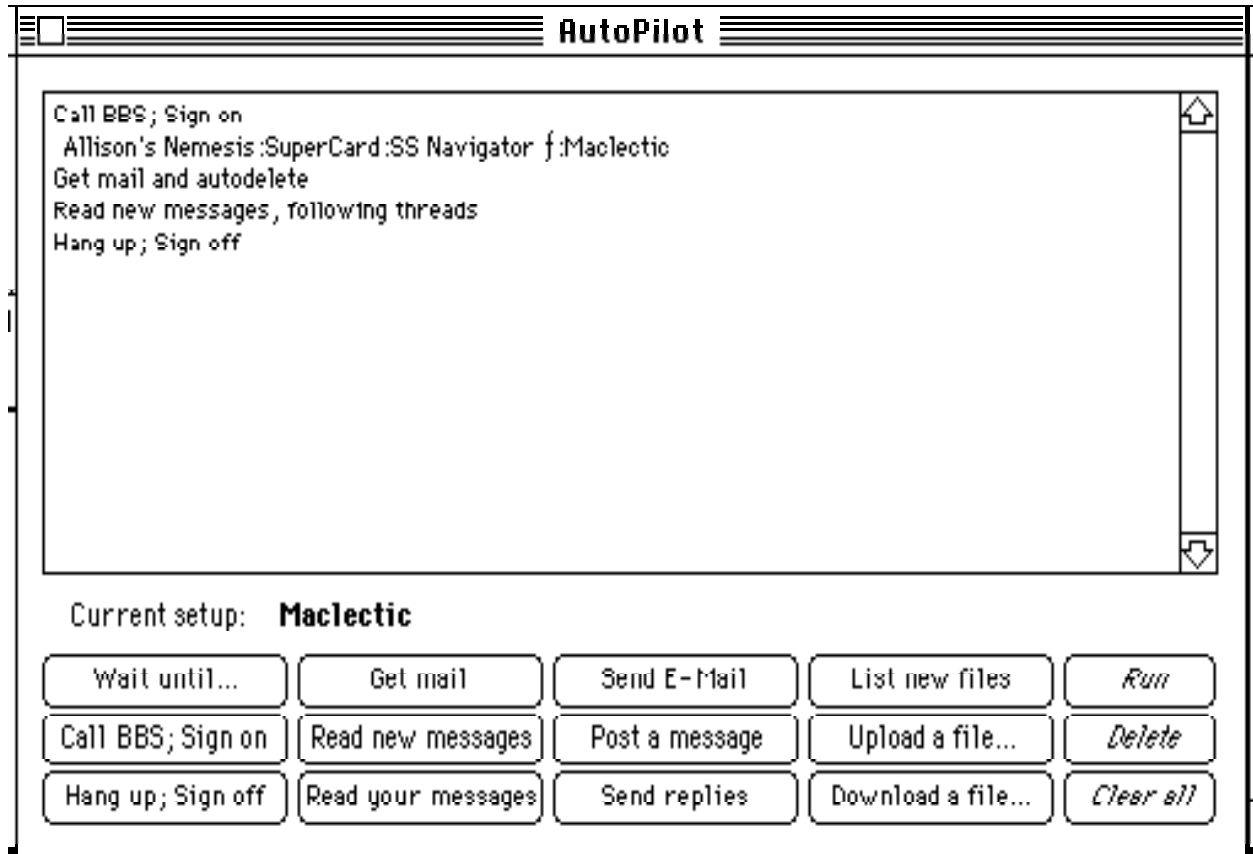 AutoPilot
Call BBS; Sign on
Allison's Nemesis:SuperCard:SS Navigator ƒ:Maclectic
Get mail and autodelete
Read new messages, following threads
Hang up; Sign off
Current setup: Maclectic
Wait until... Get mail Send E-Mail List new files Run
Call BBS; Sign on Read new messages Post a message Upload a file... Delete
Hang up; Sign off Read your messages Send replies Download a file... Clear all